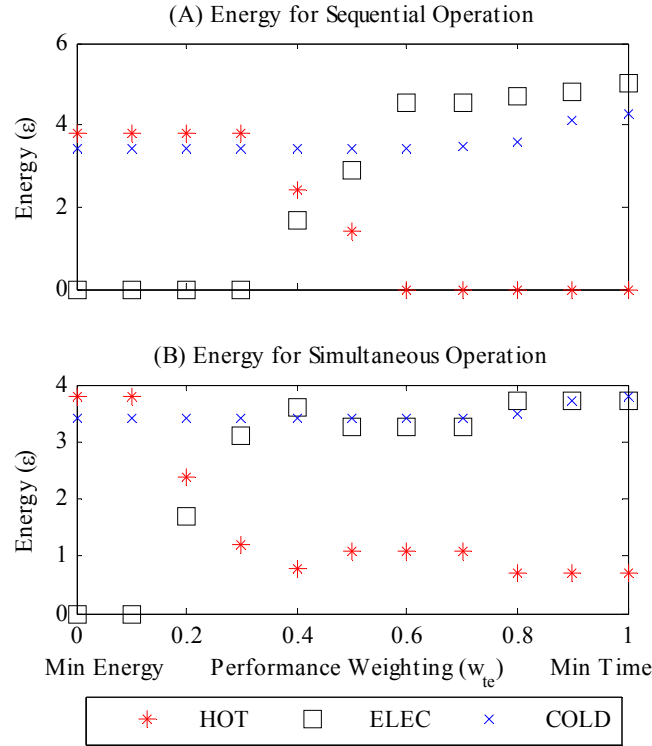 (A) Energy for Sequential Operation
6
4
2
0
Energy (ε)
(B) Energy for Simultaneous Operation
4
3
2
1
0
Energy (ε)
0 0.2 0.4 0.6 0.8 1
Min Energy Performance Weighting (w_te) Min Time
HOT ELEC COLD